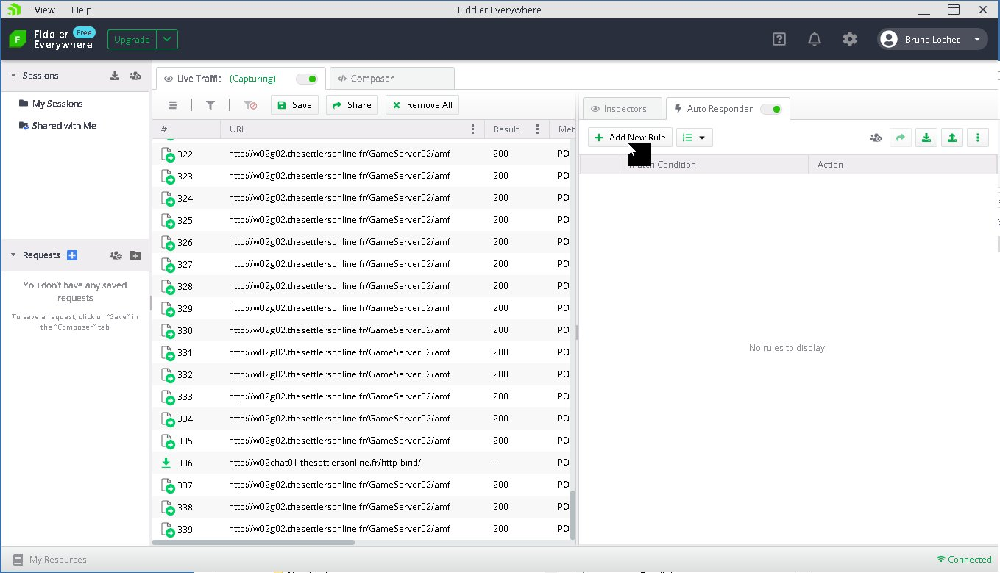 View Help Fiddler Everywhere
Fiddler Free
Everywhere
Upgrade
Bruno Lochet
Sessions
Live Traffic (Capturing)
Composer
My Sessions
Shared with Me
Save Share Remove All
Inspectors Auto Responder
# URL Result Met
Add New Rule
Condition Action
322 http://w02g02.thesettlersonline.fr/GameServer02/amf 200 PO
323 http://w02g02.thesettlersonline.fr/GameServer02/amf 200 PO
324 http://w02g02.thesettlersonline.fr/GameServer02/amf 200 PO
325 http://w02g02.thesettlersonline.fr/GameServer02/amf 200 PO
326 http://w02g02.thesettlersonline.fr/GameServer02/amf 200 PO
327 http://w02g02.thesettlersonline.fr/GameServer02/amf 200 PO
328 http://w02g02.thesettlersonline.fr/GameServer02/amf 200 PO
329 http://w02g02.thesettlersonline.fr/GameServer02/amf 200 PO
330 http://w02g02.thesettlersonline.fr/GameServer02/amf 200 PO
331 http://w02g02.thesettlersonline.fr/GameServer02/amf 200 PO
332 http://w02g02.thesettlersonline.fr/GameServer02/amf 200 PO
333 http://w02g02.thesettlersonline.fr/GameServer02/amf 200 PO
334 http://w02g02.thesettlersonline.fr/GameServer02/amf 200 PO
335 http://w02g02.thesettlersonline.fr/GameServer02/amf 200 PO
336 http://w02chat01.thesettlersonline.fr/http-bind/ - PO
337 http://w02g02.thesettlersonline.fr/GameServer02/amf 200 PO
338 http://w02g02.thesettlersonline.fr/GameServer02/amf 200 PO
339 http://w02g02.thesettlersonline.fr/GameServer02/amf 200 PO
Requests
You don't have any saved
requests
To save a request, click on "Save" in
the "Composer" tab
No rules to display.
My Resources
Connected